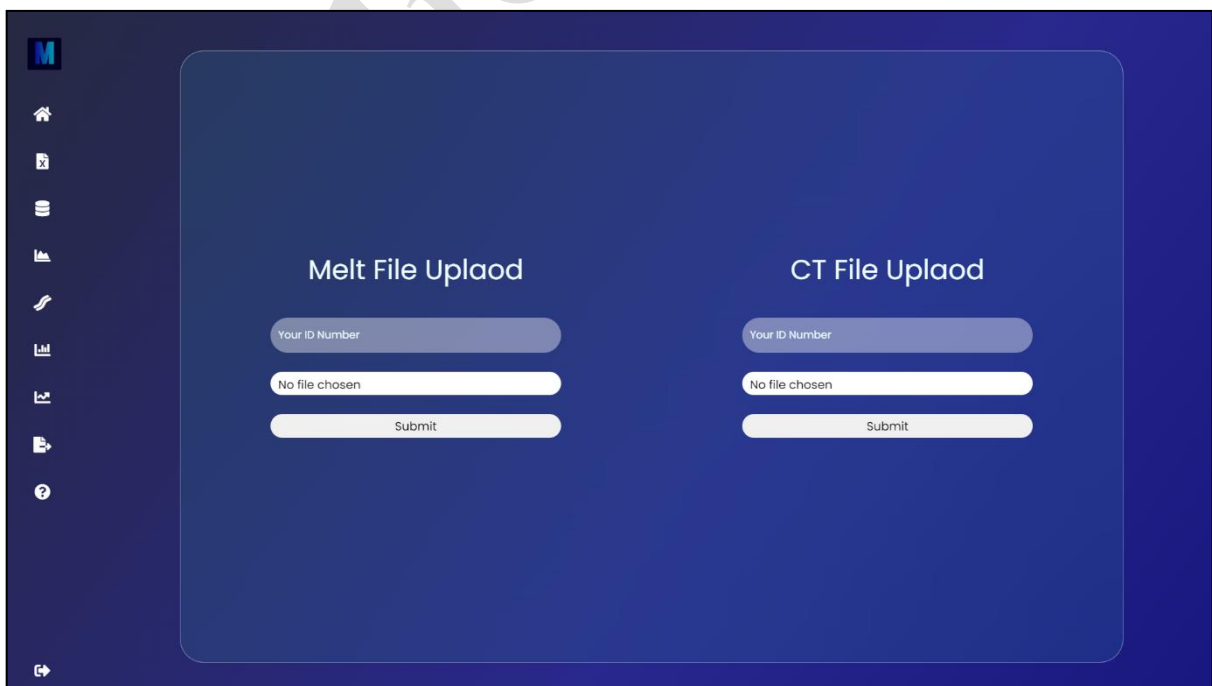 M
Melt File Uplaod
Your ID Number
No file chosen
Submit
CT File Uplaod
Your ID Number
No file chosen
Submit